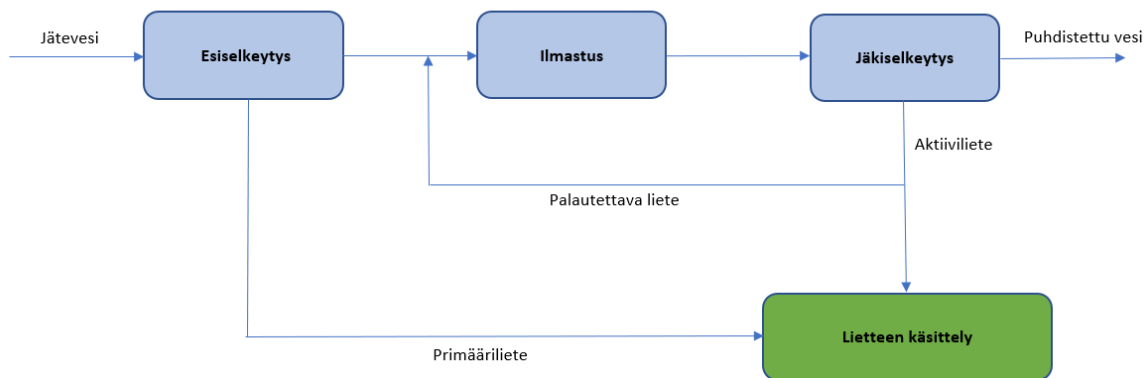 Jätevesi
Esiselkeytys
Ilmastus
Jäkiselkeytys
Puhdistettu vesi
Aktiiviliete
Palautettava liete
Lietteen käsittely
Primääriliete